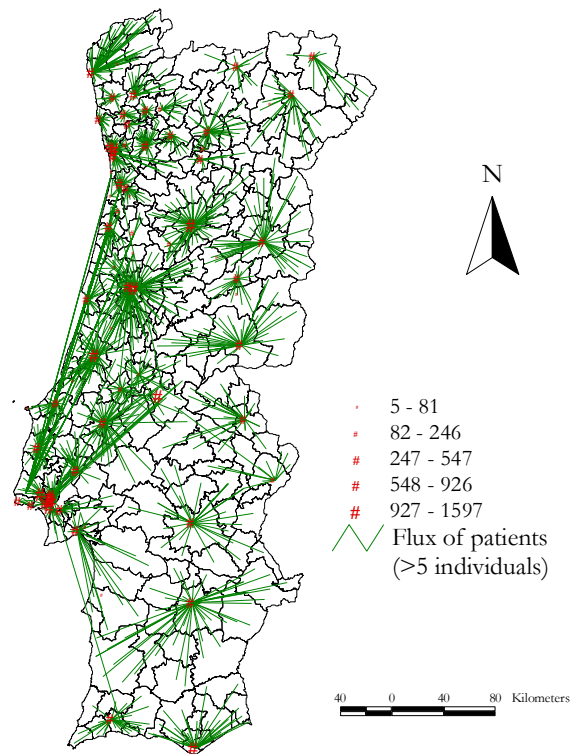 N
5 - 81
82 - 246
247 - 547
548 - 926
# 927 - 1597
Flux of patients
(>5 individuals)
40 0 40 80 Kilometers